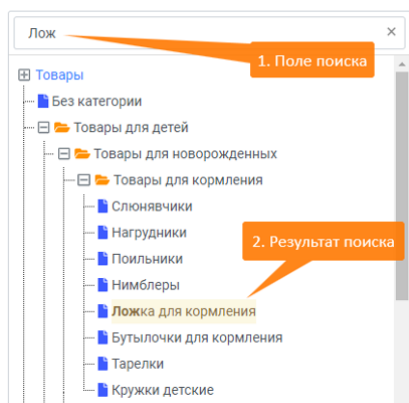 Лож
1. Поле поиска
Товары
Без категории
Товары для детей
Товары для новорожденных
Товары для кормления
Слюнявчики
Нагрудники
2. Результат поиска
Поильники
Нимблеры
Ложка для кормления
Бутылочки для кормления
Тарелки
Кружки детские